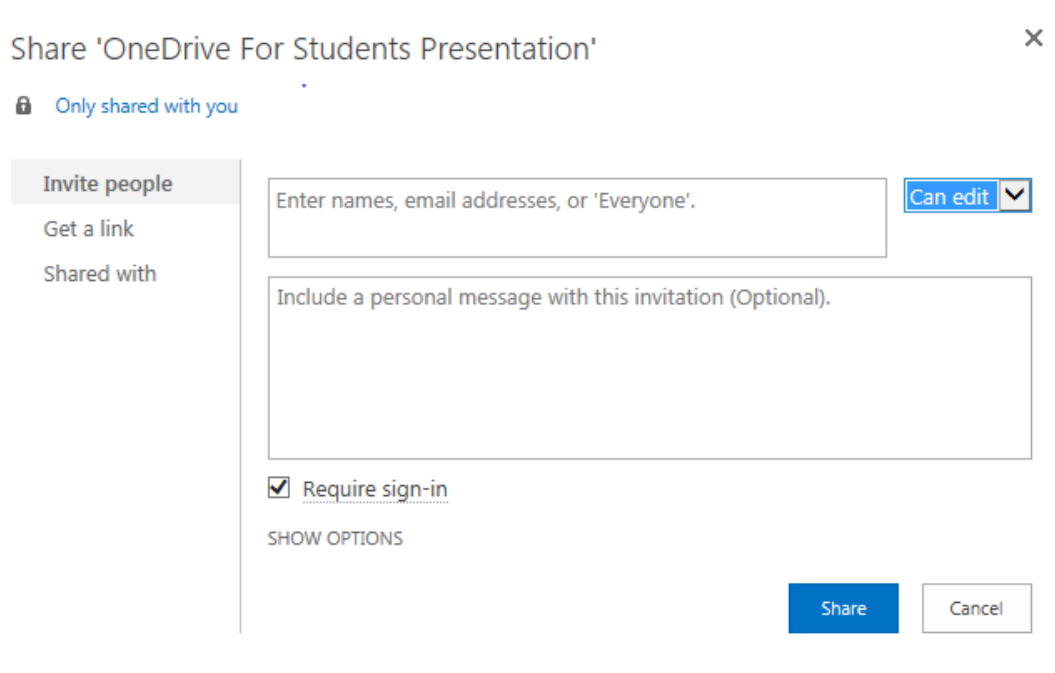 Share 'OneDrive For Students Presentation'
Only shared with you
Invite people
Get a link
Shared with
Enter names, email addresses, or 'Everyone'.
Can edit
Include a personal message with this invitation (Optional).
Require sign-in
SHOW OPTIONS
Share
Cancel